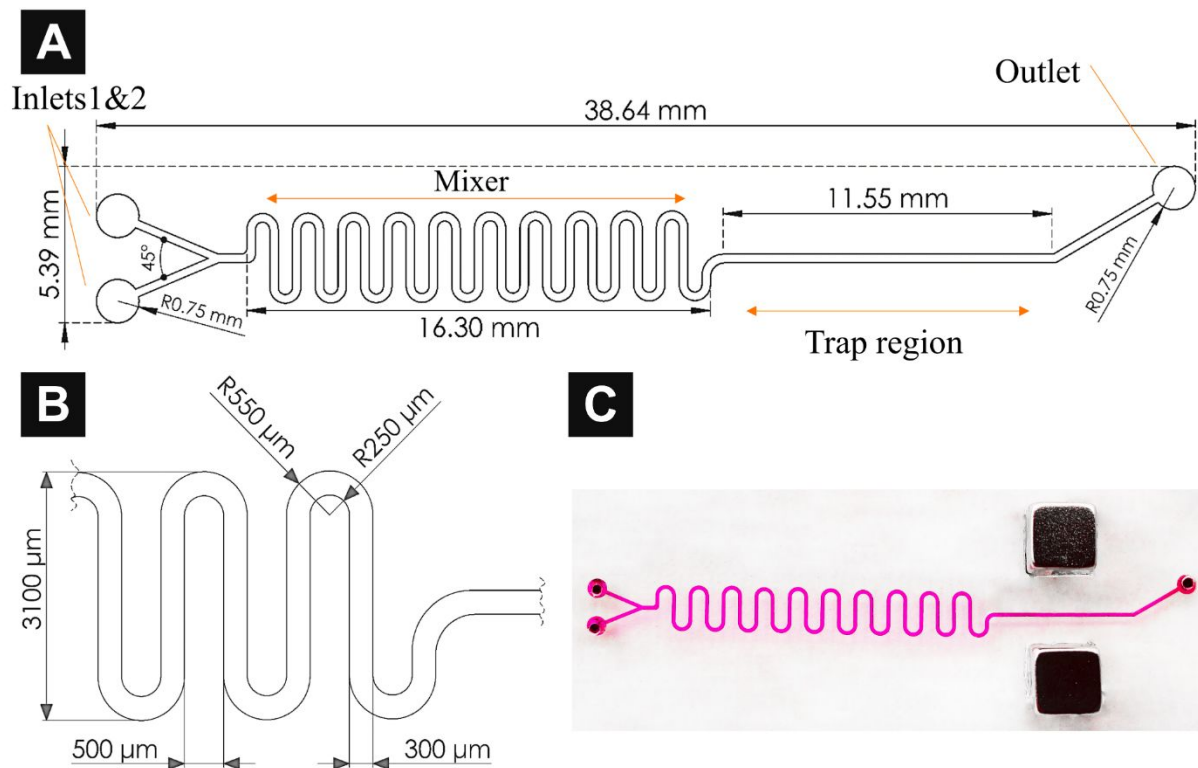 A
Inlets1&2
Outlet
38.64 mm
Mixer
11.55 mm
5.39 mm
45°
R0.75 mm
R0.75 mm
16.30 mm
Trap region
B
C
R550 µm
R250 µm
3100 µm
500 µm
300 µm